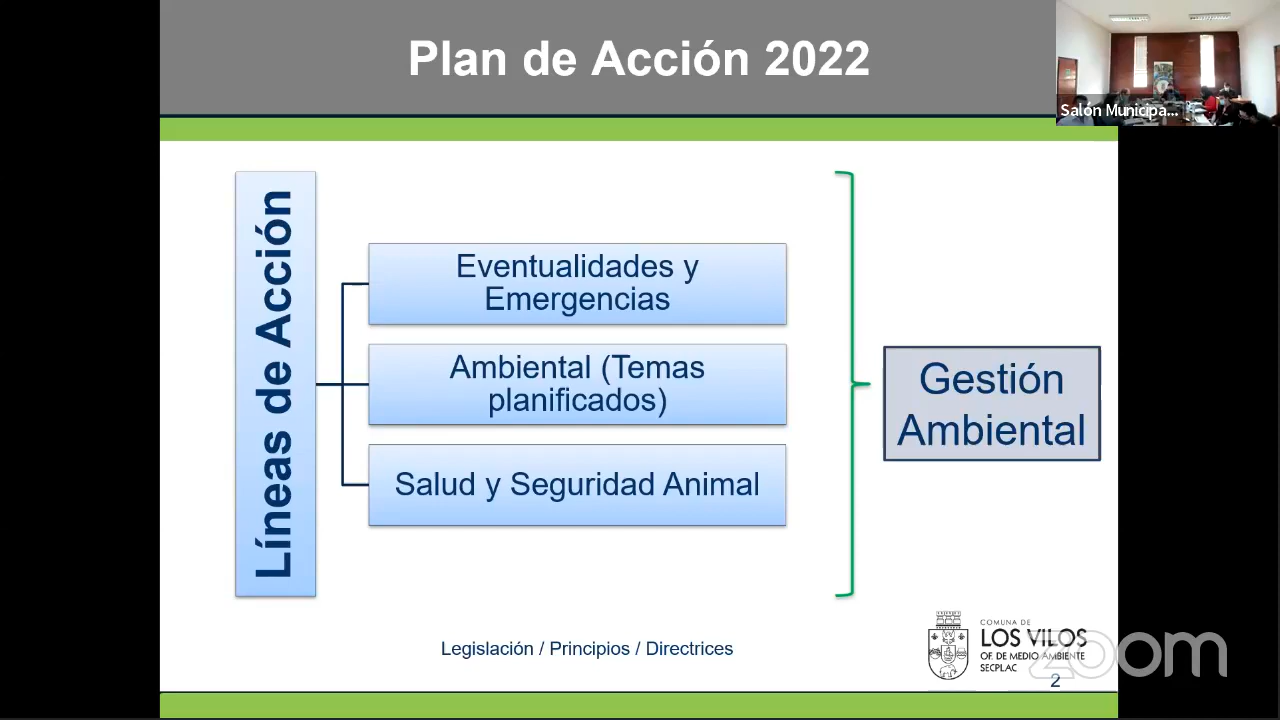 Plan de Acción 2022
Salón Municipa...
Líneas de Acción
Eventualidades y
Emergencias
Ambiental (Temas
planificados)
Salud y Seguridad Animal
Gestión
Ambiental
Legislación / Principios / Directrices
COMUNA DE
LOS VILOS
OF DE MEDIO AMBIENTE
SECPLAC
zoom
2